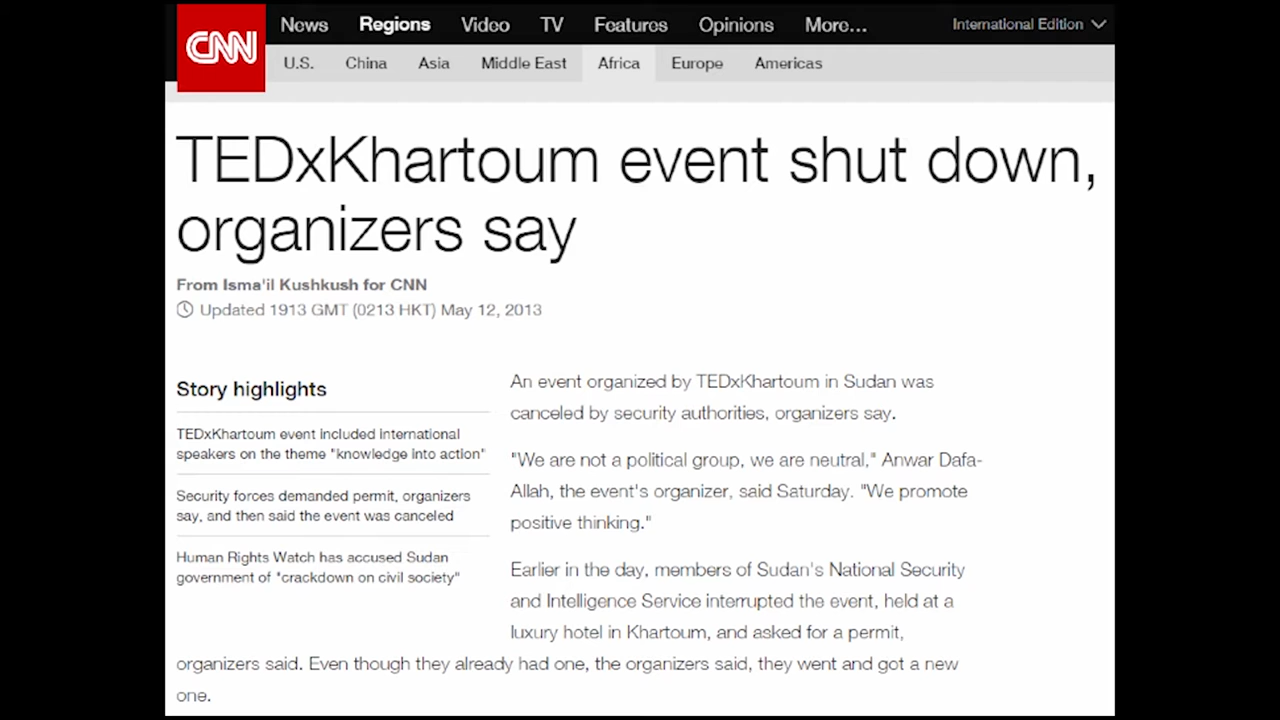 CNN
News Regions Video TV Features Opinions More...
International Edition
U.S. China Asia Middle East Africa Europe Americas
TEDxKhartoum event shut down,
organizers say
From Isma'il Kushkush for CNN
Updated 1913 GMT (0213 HKT) May 12, 2013
Story highlights
TEDxKhartoum event included international
speakers on the theme "knowledge into action"
Security forces demanded permit, organizers
say, and then said the event was canceled
Human Rights Watch has accused Sudan
government of "crackdown on civil society"
An event organized by TEDxKhartoum in Sudan was
canceled by security authorities, organizers say.
"We are not a political group, we are neutral," Anwar Dafa-
Allah, the event's organizer, said Saturday. "We promote
positive thinking."
Earlier in the day, members of Sudan's National Security
and Intelligence Service interrupted the event, held at a
luxury hotel in Khartoum, and asked for a permit,
organizers said. Even though they already had one, the organizers said, they went and got a new
one.